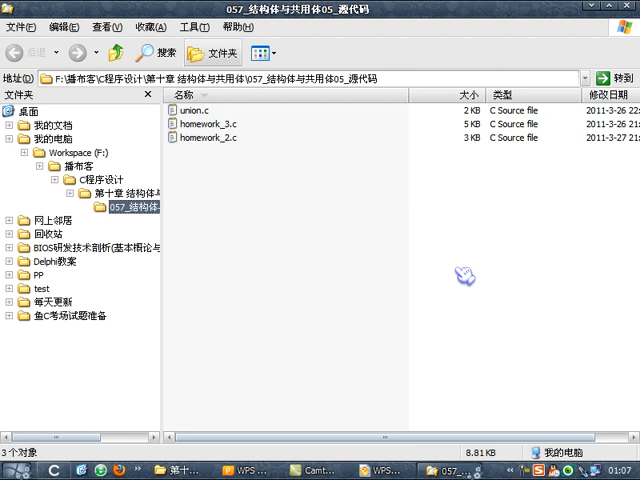 057_结构体与共用体05_源代码
文件(F) 编辑(E) 查看(V) 收藏(A) 工具(T) 帮助(H)
后退 搜索 文件夹
地址(D) F:\播布客\C程序设计\第十章 结构体与共用体\057_结构体与共用体05_源代码 转到
文件夹 名称 大小 类型 修改日期
桌面
我的文档
我的电脑
Workspace (F:)
播布客
C程序设计
第十章 结构体与
057_结构体
网上邻居
回收站
BIOS研发技术剖析(基本概论与
Delphi教案
PP
test
每天更新
鱼C考场试题准备
union.c 2 KB C Source file 2011-3-26 22
homework_3.c 5 KB C Source file 2011-3-26 21
homework_2.c 3 KB C Source file 2011-3-27 21
3 个对象 8.81 KB 我的电脑
第十... WPS ... Camt... WPS... 057_... 01:07